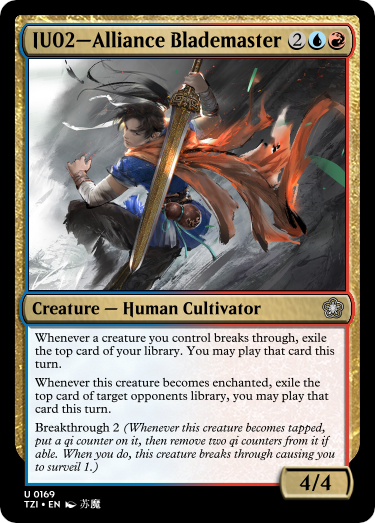 IU02—Alliance Blademaster 2
Creature — Human Cultivator
Whenever a creature you control breaks through, exile
the top card of your library. You may play that card this
turn.
Whenever this creature becomes enchanted, exile the
top card of target opponents library, you may play that
card this turn.
Breakthrough 2 (Whenever this creature becomes tapped,
put a qi counter on it, then remove two qi counters from it if
able. When you do, this creature breaks through causing you
to surveil 1.)
4/4
U 0169
TZI • EN 苏魔